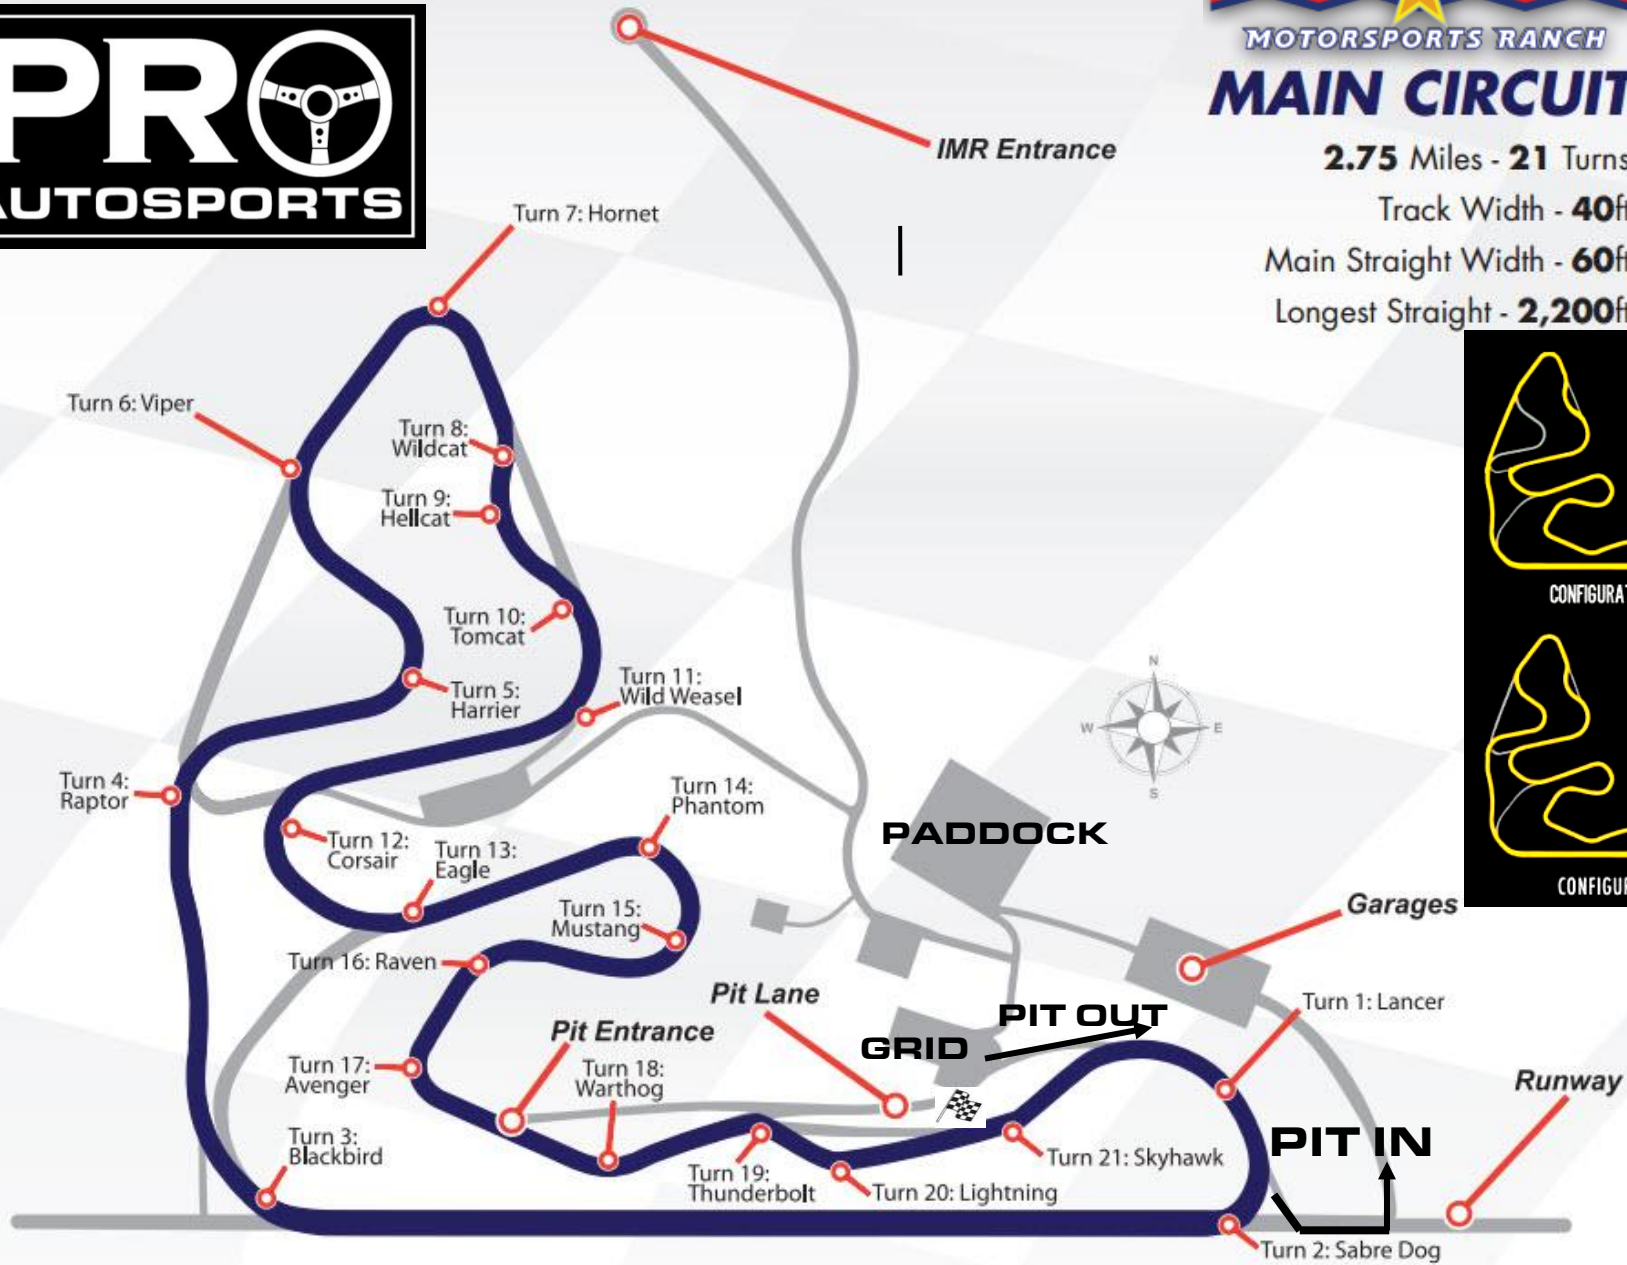 PRO
AUTOSPORTS
MOTORSPORTS RANCH
MAIN CIRCUIT
2.75 Miles - 21 Turns
Track Width - 40ft
Main Straight Width - 60ft
Longest Straight - 2,200ft
IMR Entrance
Turn 7: Hornet
Turn 6: Viper
Turn 8:
Wildcat
Turn 9:
Hellcat
Turn 10:
Tomcat
Turn 5:
Harrier
Turn 11:
Wild Weasel
Turn 4:
Raptor
Turn 12:
Corsair
Turn 13:
Eagle
Turn 14:
Phantom
Turn 15:
Mustang
Turn 16: Raven
N
W
E
S
PADDOCK
Garages
Pit Lane
Pit Entrance
PIT OUT
GRID
Turn 1: Lancer
Turn 17:
Avenger
Turn 18:
Warthog
Runway
Turn 3:
Blackbird
PIT IN
Turn 19:
Thunderbolt
Turn 20: Lightning
Turn 21: Skyhawk
Turn 2: Sabre Dog